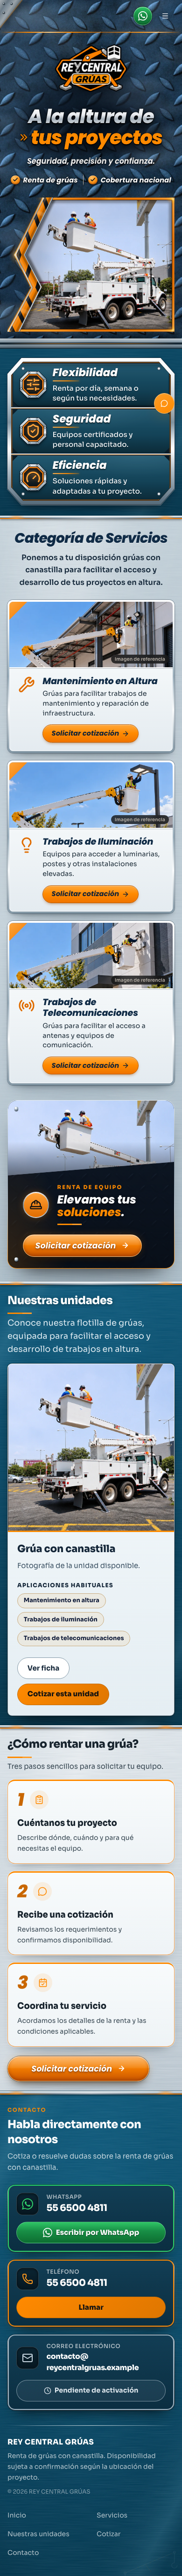 REY CENTRAL
GRÚAS
A la altura de
» tus proyectos
Seguridad, precisión y confianza.
Renta de grúas
Cobertura nacional
Flexibilidad
Renta por día, semana o
según tus necesidades.
Seguridad
Equipos certificados y
personal capacitado.
Eficiencia
Soluciones rápidas y
adaptadas a tu proyecto.
Categoría de Servicios
Ponemos a tu disposición grúas con
canastilla para facilitar el acceso y
desarrollo de tus proyectos en altura.
Imagen de referencia
Mantenimiento en Altura
Grúas para facilitar trabajos de
mantenimiento y reparación de
infraestructura.
Solicitar cotización →
Imagen de referencia
Trabajos de Iluminación
Equipos para acceder a luminarias,
postes y otras instalaciones
elevadas.
Solicitar cotización →
Imagen de referencia
Trabajos de
Telecomunicaciones
Grúas para facilitar el acceso a
antenas y equipos de
comunicación.
Solicitar cotización →
RENTA DE EQUIPO
Elevamos tus
soluciones.
Solicitar cotización →
Nuestras unidades
Conoce nuestra flotilla de grúas,
equipada para facilitar el acceso y
desarrollo de trabajos en altura.
Grúa con canastilla
Fotografía de la unidad disponible.
APLICACIONES HABITUALES
Mantenimiento en altura
Trabajos de iluminación
Trabajos de telecomunicaciones
Ver ficha
Cotizar esta unidad
¿Cómo rentar una grúa?
Tres pasos sencillos para solicitar tu equipo.
1
Cuéntanos tu proyecto
Describe dónde, cuándo y para qué
necesitas el equipo.
2
Recibe una cotización
Revisamos los requerimientos y
confirmamos disponibilidad.
3
Coordina tu servicio
Acordamos los detalles de la renta y las
condiciones aplicables.
Solicitar cotización →
CONTACTO
Habla directamente con
nosotros
Cotiza o resuelve dudas sobre la renta de grúas
con canastilla.
WHATSAPP
55 6500 4811
Escribir por WhatsApp
TELÉFONO
55 6500 4811
Llamar
CORREO ELECTRÓNICO
contacto@
reycentralgruas.example
Pendiente de activación
REY CENTRAL GRÚAS
Renta de grúas con canastilla. Disponibilidad
sujeta a confirmación según la ubicación del
proyecto.
© 2026 REY CENTRAL GRÚAS
Inicio
Servicios
Nuestras unidades
Cotizar
Contacto